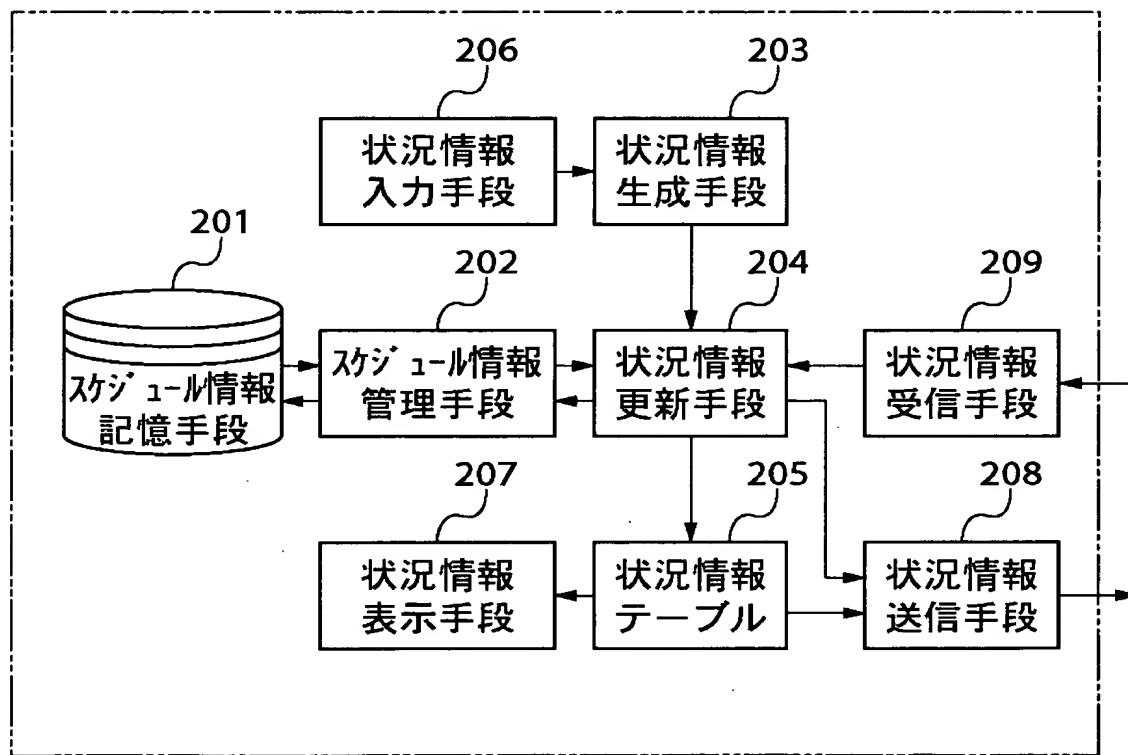 206
203
状況情報
入力手段
状況情報
生成手段
201
202
204
209
スケジュール情報
記憶手段
スケジュール情報
管理手段
状況情報
更新手段
状況情報
受信手段
207
205
208
状況情報
表示手段
状況情報
テーブル
状況情報
送信手段